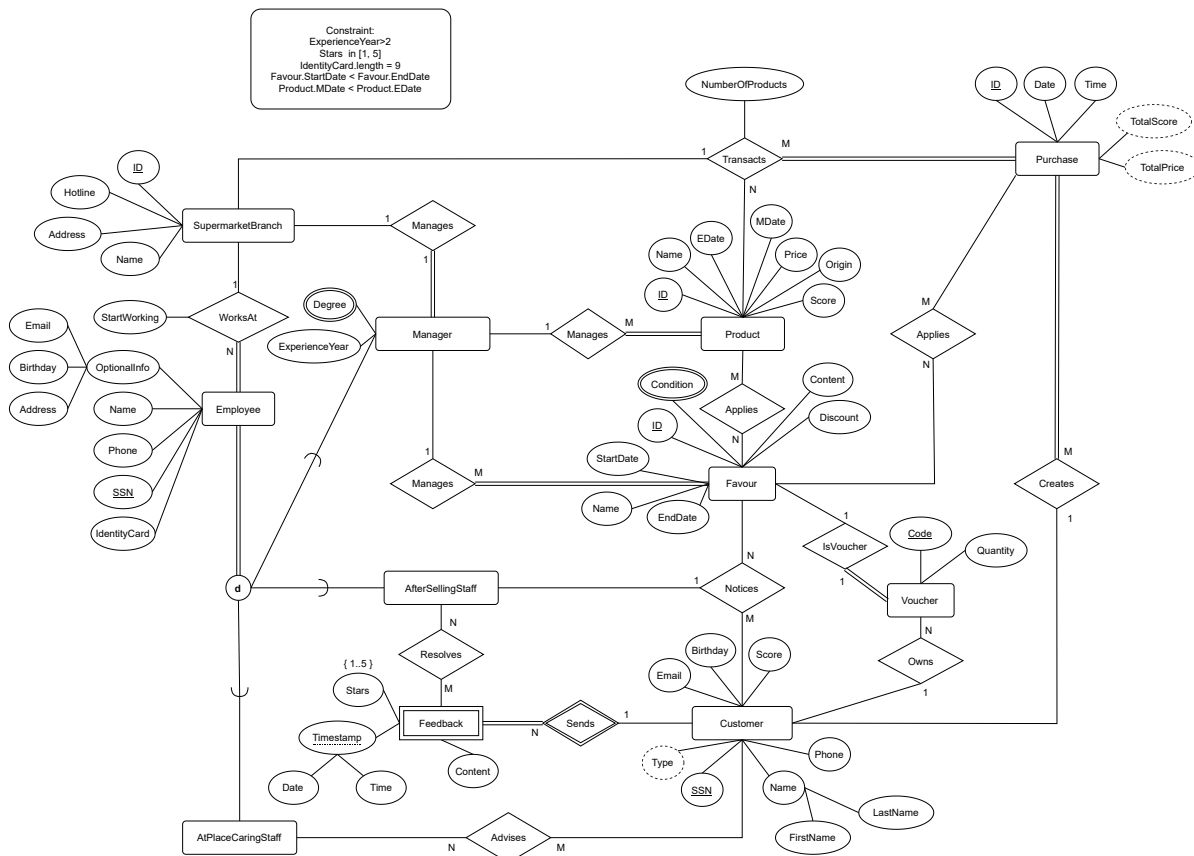 Constraint:
ExperienceYear>2
Stars in [1, 5]
IdentityCard.length = 9
Favour.StartDate < Favour.EndDate
Product.MDate < Product.EDate
NumberOfProducts
ID
Date
Time
TotalScore
TotalPrice
Purchase
1
M
Transacts
N
ID
Hotline
Address
Name
SupermarketBranch
1
Manages
1
MDate
EDate
Name
Price
Origin
ID
Score
1
StartWorking
WorksAt
N
Degree
ExperienceYear
Manager
1
Manages
M
Product
M
Applies
N
Email
Birthday
Address
OptionalInfo
Name
Phone
SSN
IdentityCard
Employee
M
Applies
N
Condition
Content
ID
Discount
StartDate
Name
EndDate
Favour
1
Manages
M
M
Creates
1
1
IsVoucher
1
Code
Quantity
Voucher
N
Owns
1
d
AfterSellingStaff
1
N
Notices
M
N
Resolves
M
{ 1..5 }
Stars
Timestamp
Date
Time
Feedback
Content
N
Sends
1
Birthday
Email
Score
Customer
Type
SSN
Name
Phone
LastName
FirstName
AtPlaceCaringStaff
N
Advises
M